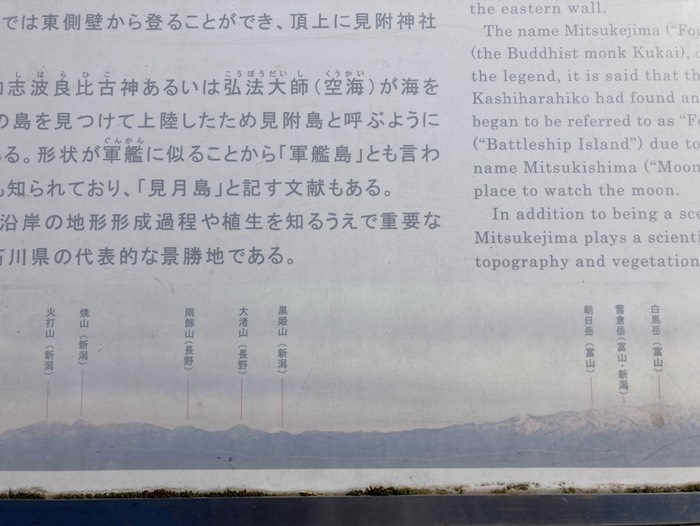 では東側壁から登ることができ、頂上に見附神社
志波良比古神あるいは弘法大師（空海）が海を
の島を見つけて上陸したため見附島と呼ぶように
る。形状が軍艦に似ることから「軍艦島」とも言わ
知られており、「見月島」と記す文献もある。
沿岸の地形形成過程や植生を知るうえで重要な
石川県の代表的な景勝地である。
the eastern wall.
The name Mitsukejima (“Fou
(the Buddhist monk Kukai), o
the legend, it is said that th
Kashiharahiko had found an
began to be referred to as “F
(“Battleship Island”) due to
name Mitsukishima (“Moon
place to watch the moon.
In addition to being a sce
Mitsukejima plays a scienti
topography and vegetation
火打山（新潟）
焼山（新潟）
雨飾山（長野）
大渚山（長野）
黒姫山（新潟）
朝日岳（富山）
雪倉岳（富山・新潟）
白馬岳（富山）